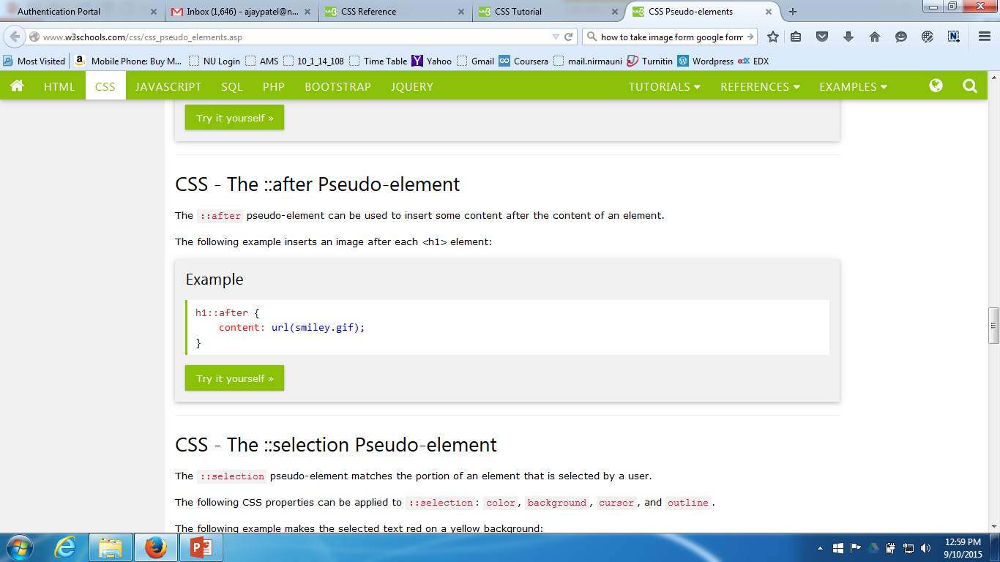 Authentication Portal
Inbox (1,646) - ajaypatel@n...
CSS Reference
CSS Tutorial
CSS Pseudo-elements
www.w3schools.com/css/css_pseudo_elements.asp
how to take image form google form
Most Visited
Mobile Phone: Buy M...
NU Login
AMS
10_1_14_108
Time Table
Yahoo
Gmail
Coursera
mail.nirmauni
Turnitin
Wordpress
EDX
HTML
CSS
JAVASCRIPT
SQL
PHP
BOOTSTRAP
JQUERY
TUTORIALS
REFERENCES
EXAMPLES
Try it yourself »
CSS - The ::after Pseudo-element
The ::after pseudo-element can be used to insert some content after the content of an element.
The following example inserts an image after each <h1> element:
Example
h1::after {
content: url(smiley.gif);
}
Try it yourself »
CSS - The ::selection Pseudo-element
The ::selection pseudo-element matches the portion of an element that is selected by a user.
The following CSS properties can be applied to ::selection: color, background, cursor, and outline.
The following example makes the selected text red on a yellow background:
12:59 PM
9/10/2015